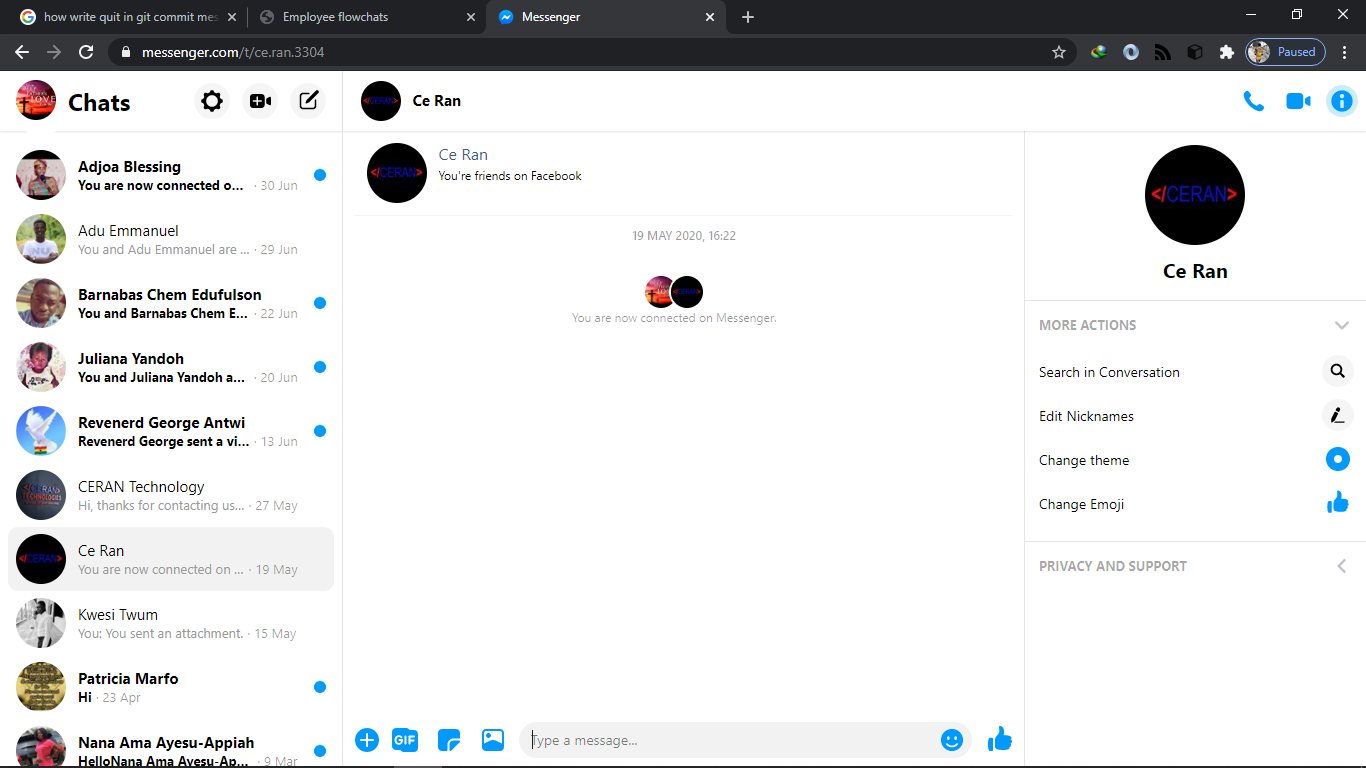 how write quit in git commit mes
Employee flowchats
Messenger
messenger.com/t/ce.ran.3304
Paused
Chats
Adjoa Blessing
You are now connected o... · 30 Jun
Adu Emmanuel
You and Adu Emmanuel are ... · 29 Jun
Barnabas Chem Edufulson
You and Barnabas Chem E... · 22 Jun
Juliana Yandoh
You and Juliana Yandoh a... · 20 Jun
Revenerd George Antwi
Revenerd George sent a vi... · 13 Jun
CERAN Technology
Hi, thanks for contacting us... · 27 May
Ce Ran
You are now connected on ... · 19 May
Kwesi Twum
You: You sent an attachment. · 15 May
Patricia Marfo
Hi · 23 Apr
Nana Ama Ayesu-Appiah
HelloNana Ama Ayesu-Ap... · 9 Mar
</CERAN>
Ce Ran
</CERAN>
Ce Ran
You're friends on Facebook
19 MAY 2020, 16:22
You are now connected on Messenger.
GIF
Type a message...
</CERAN>
Ce Ran
MORE ACTIONS
Search in Conversation
Edit Nicknames
Change theme
Change Emoji
PRIVACY AND SUPPORT